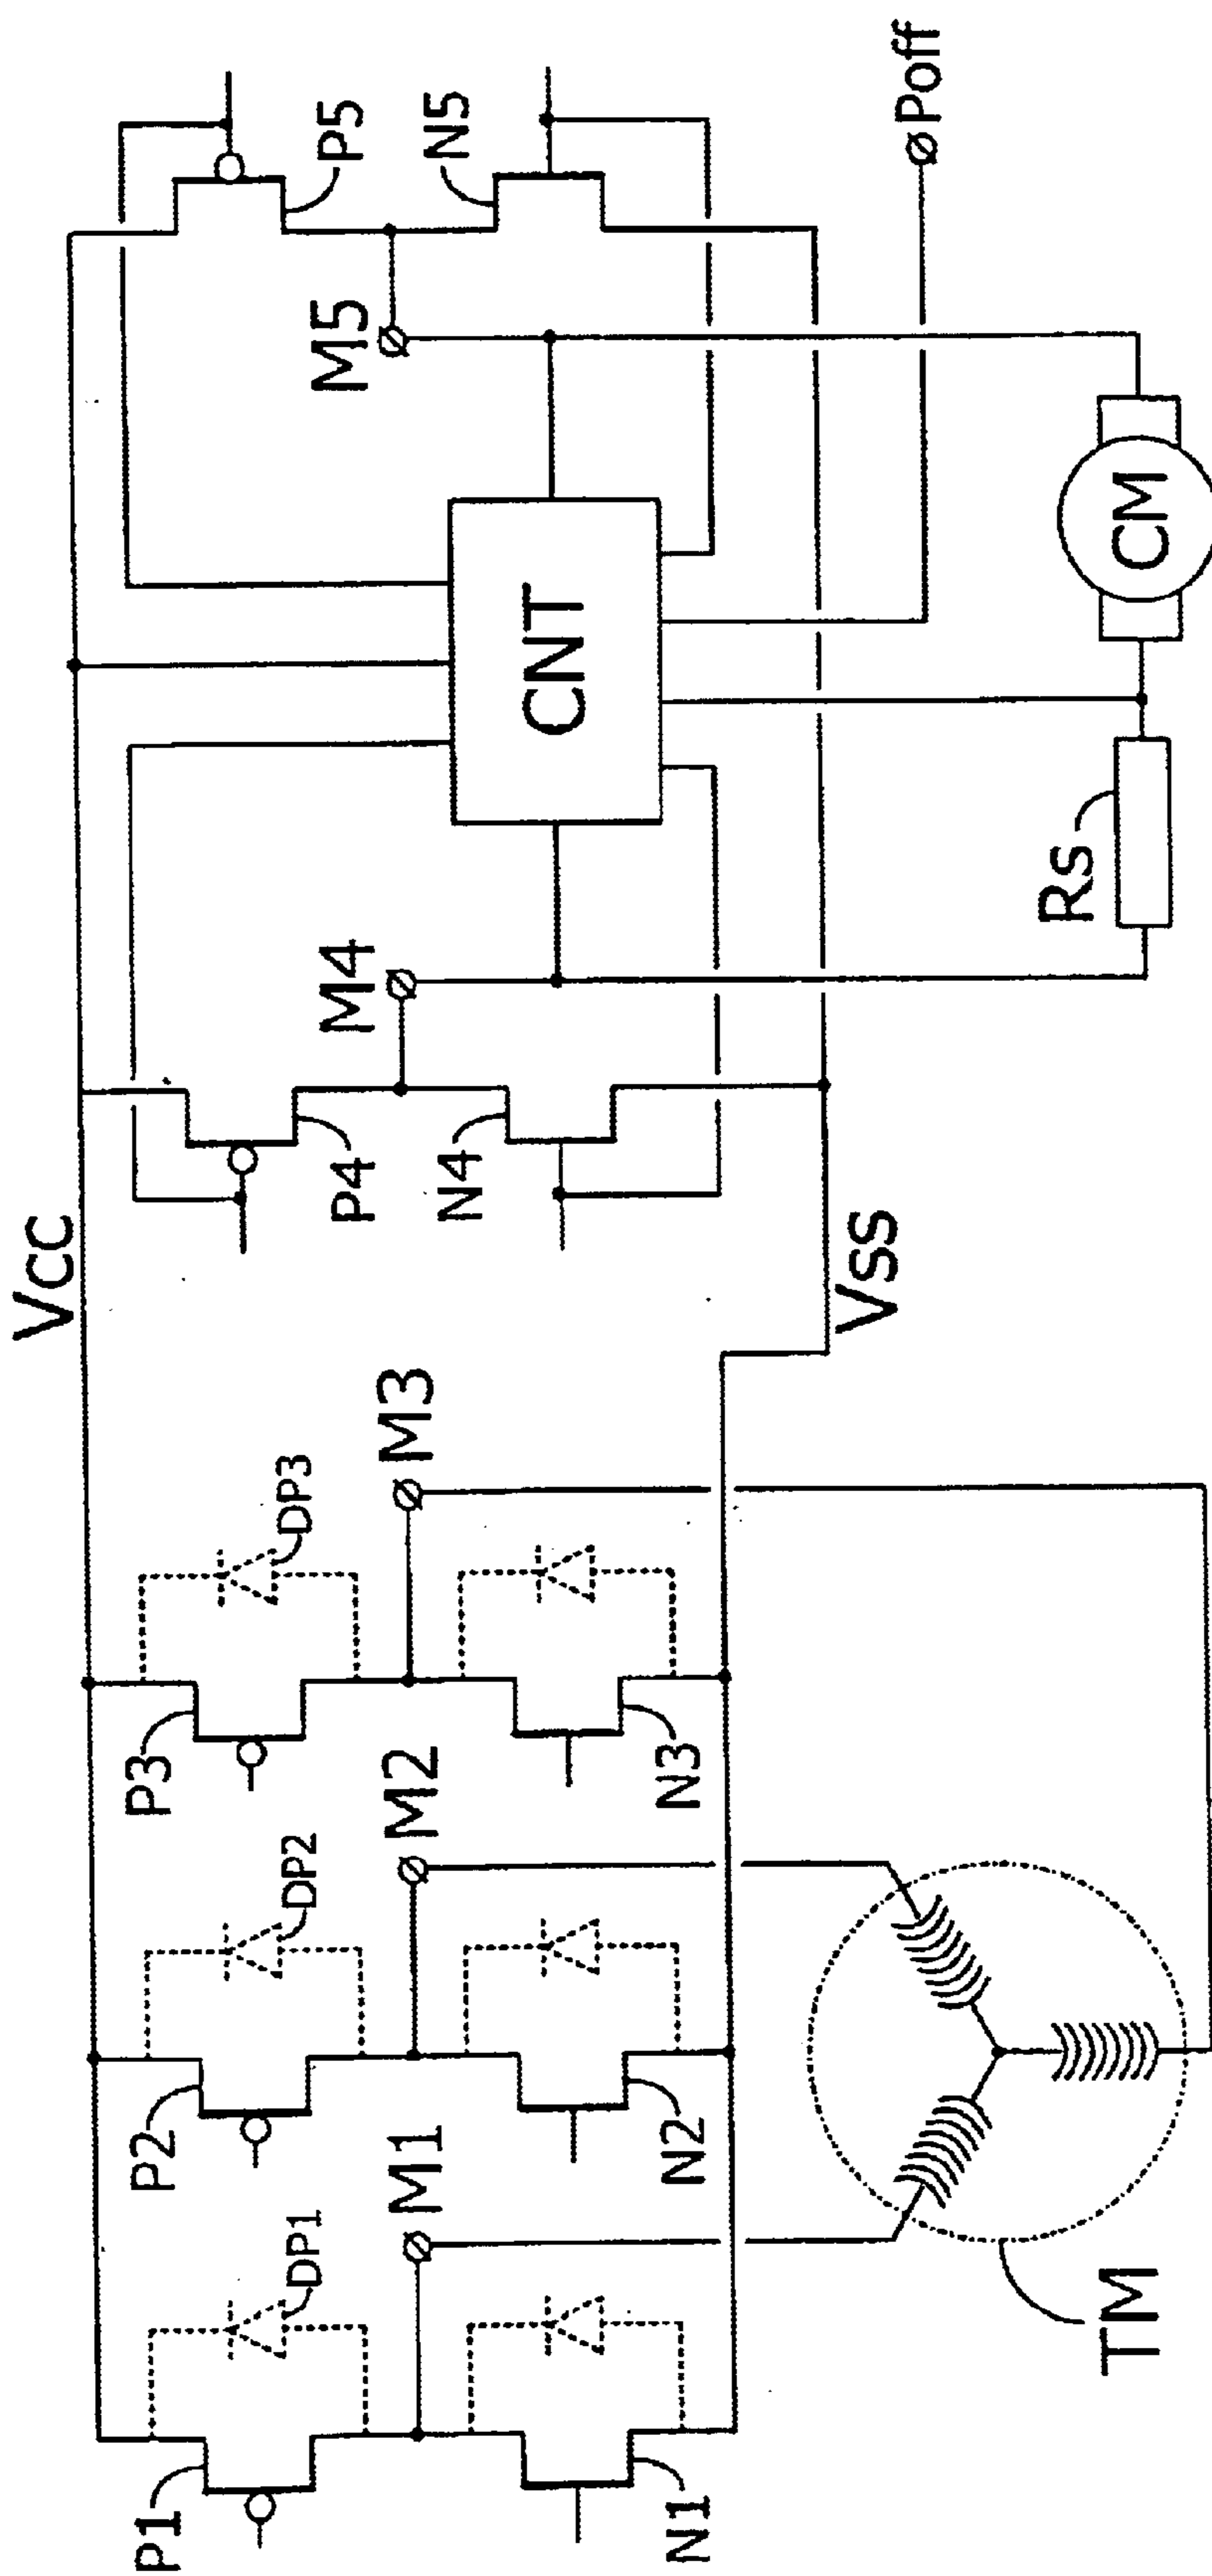 VCC
P1
DP1
P2
DP2
P3
DP3
P4
P5
M1
M2
M3
M4
M5
N1
N2
N3
N4
N5
CNT
VSS
Poff
Rs
CM
TM